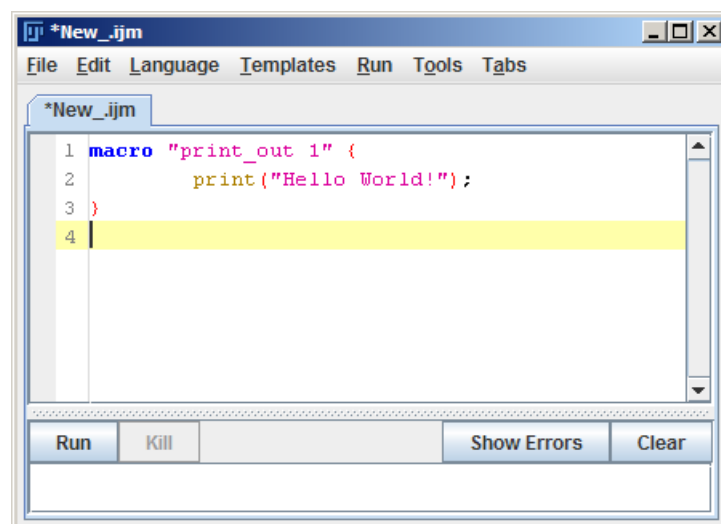 *New_.ijm
File Edit Language Templates Run Tools Tabs
*New_.ijm
1 macro "print_out 1" {
2 print("Hello World!");
3 }
4
Run Kill Show Errors Clear